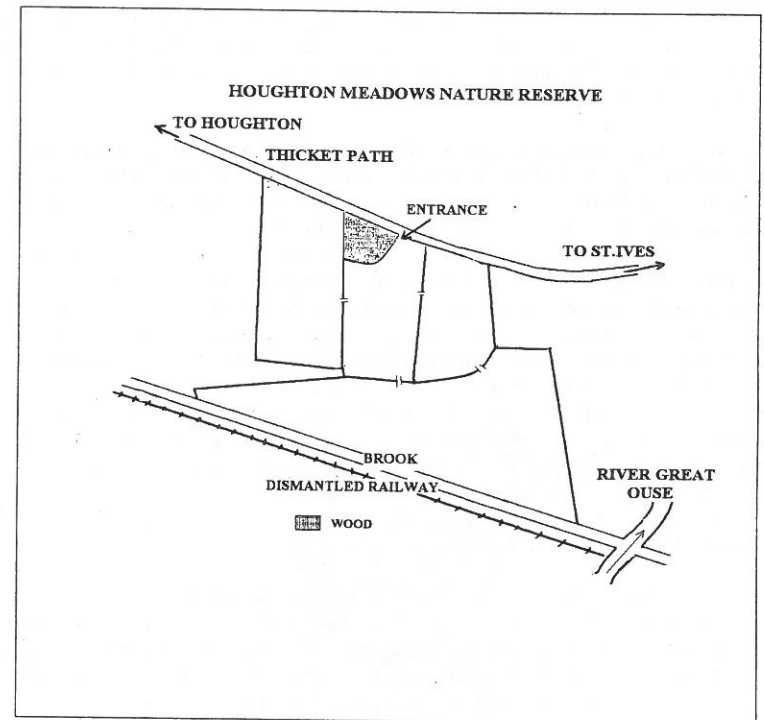 HOUGHTON MEADOWS NATURE RESERVE
TO HOUGHTON
THICKET PATH
ENTRANCE
TO ST.IVES
BROOK
DISMANTLED RAILWAY
RIVER GREAT
OUSE
WOOD